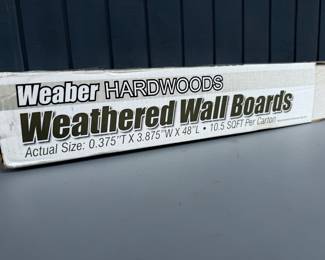 Weaber HARDWOODS
Weathered Wall Boards
Actual Size: 0.375"T X 3.875"W X 48"L • 10.5 SQFT Per Carton